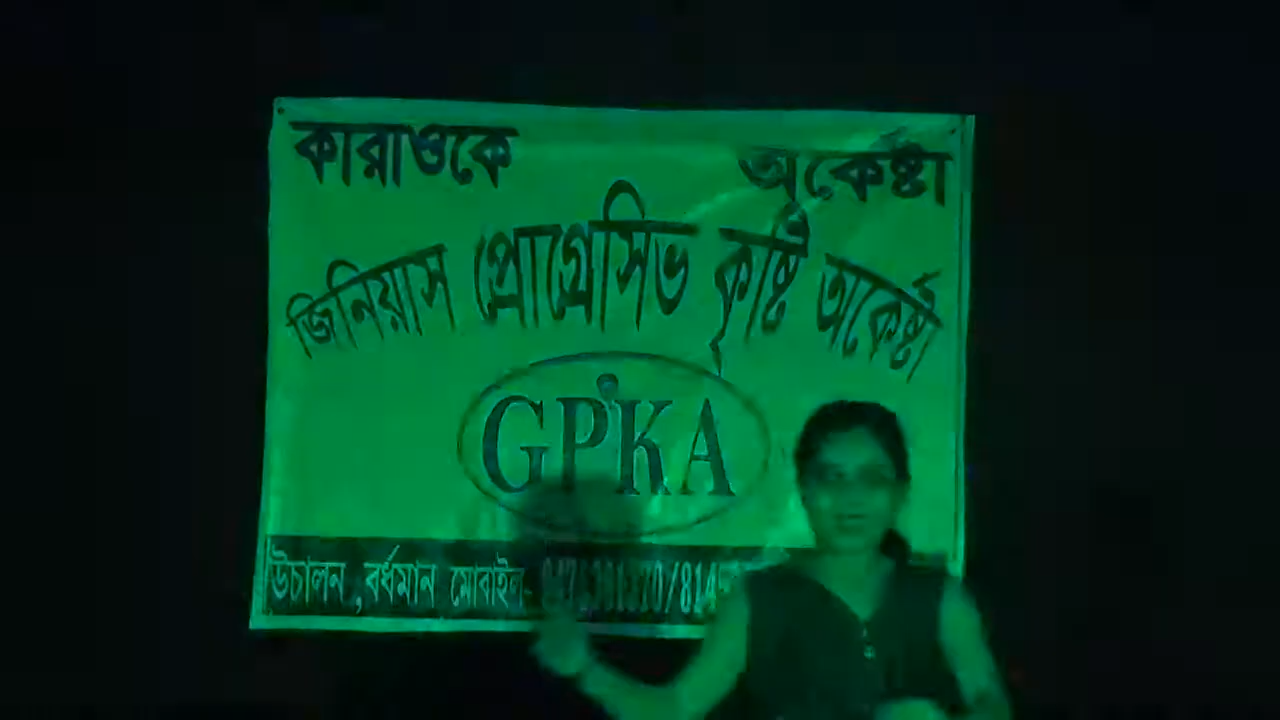 কারাওকে অর্কেষ্ট্রা
জিনিয়াস প্রোগ্রেসিভ কৃষ্টি অর্কেষ্ট্রা
GPKA
উচালন, বর্ধমান মোবাইল-